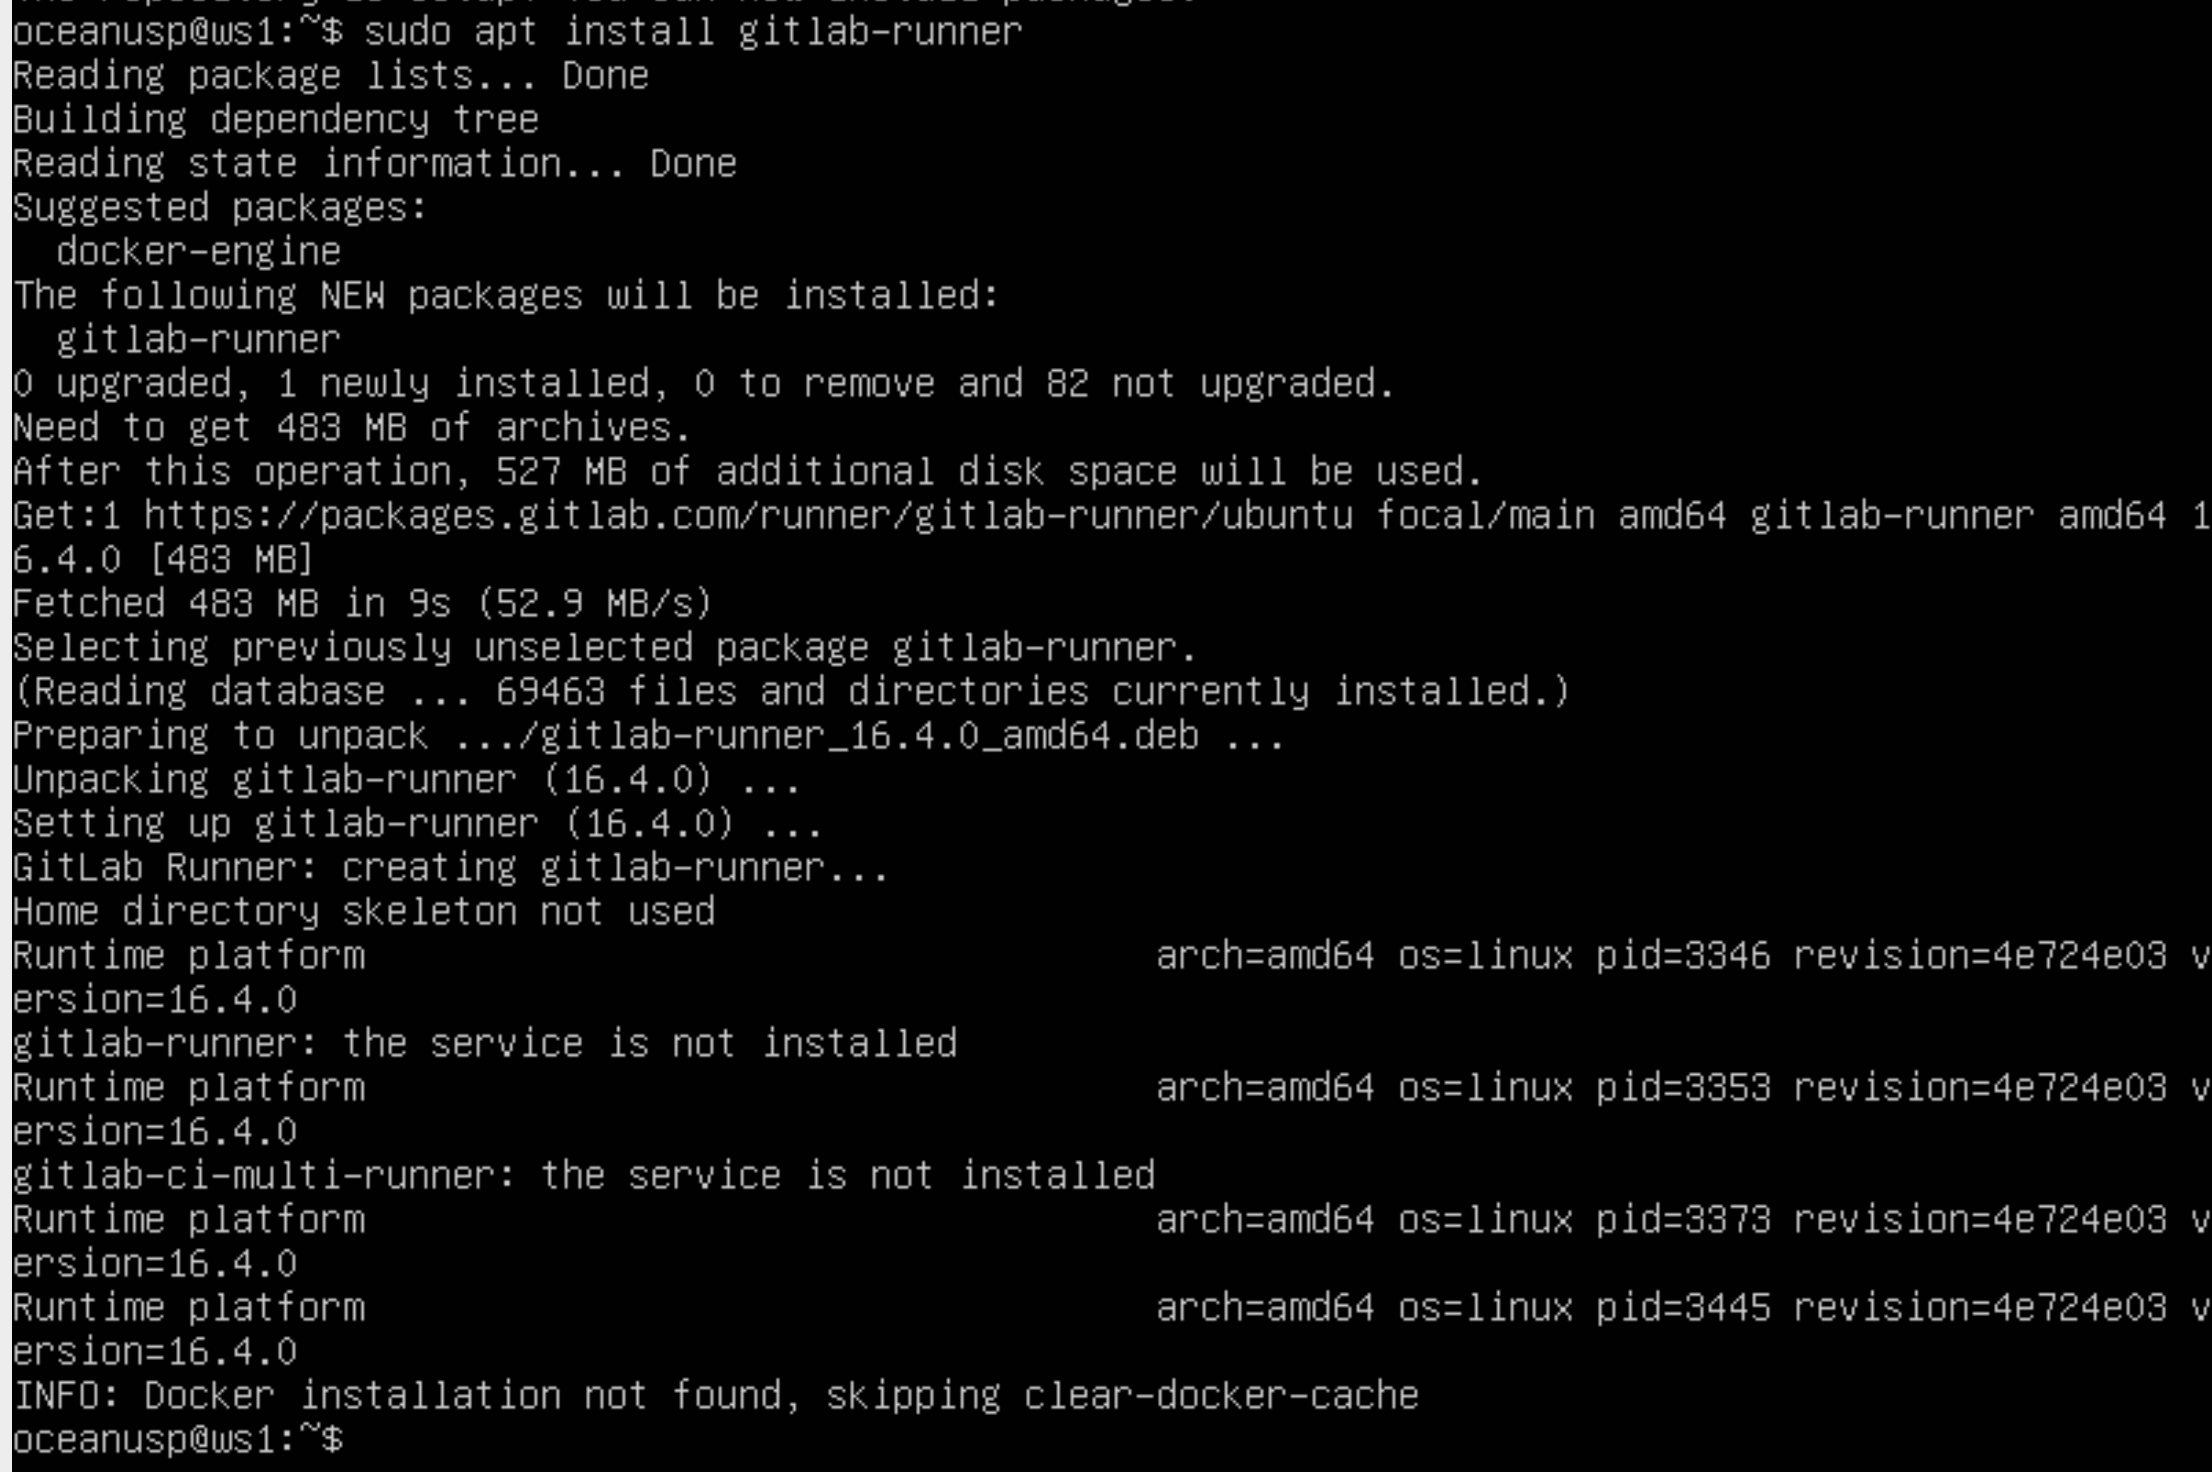 oceanusp@ws1:~$ sudo apt install gitlab-runner
Reading package lists... Done
Building dependency tree
Reading state information... Done
Suggested packages:
  docker-engine
The following NEW packages will be installed:
  gitlab-runner
0 upgraded, 1 newly installed, 0 to remove and 82 not upgraded.
Need to get 483 MB of archives.
After this operation, 527 MB of additional disk space will be used.
Get:1 https://packages.gitlab.com/runner/gitlab-runner/ubuntu focal/main amd64 gitlab-runner amd64 1
6.4.0 [483 MB]
Fetched 483 MB in 9s (52.9 MB/s)
Selecting previously unselected package gitlab-runner.
(Reading database ... 69463 files and directories currently installed.)
Preparing to unpack .../gitlab-runner_16.4.0_amd64.deb ...
Unpacking gitlab-runner (16.4.0) ...
Setting up gitlab-runner (16.4.0) ...
GitLab Runner: creating gitlab-runner...
Home directory skeleton not used
Runtime platform                                    arch=amd64 os=linux pid=3346 revision=4e724e03 v
ersion=16.4.0
gitlab-runner: the service is not installed
Runtime platform                                    arch=amd64 os=linux pid=3353 revision=4e724e03 v
ersion=16.4.0
gitlab-ci-multi-runner: the service is not installed
Runtime platform                                    arch=amd64 os=linux pid=3373 revision=4e724e03 v
ersion=16.4.0
Runtime platform                                    arch=amd64 os=linux pid=3445 revision=4e724e03 v
ersion=16.4.0
INFO: Docker installation not found, skipping clear-docker-cache
oceanusp@ws1:~$